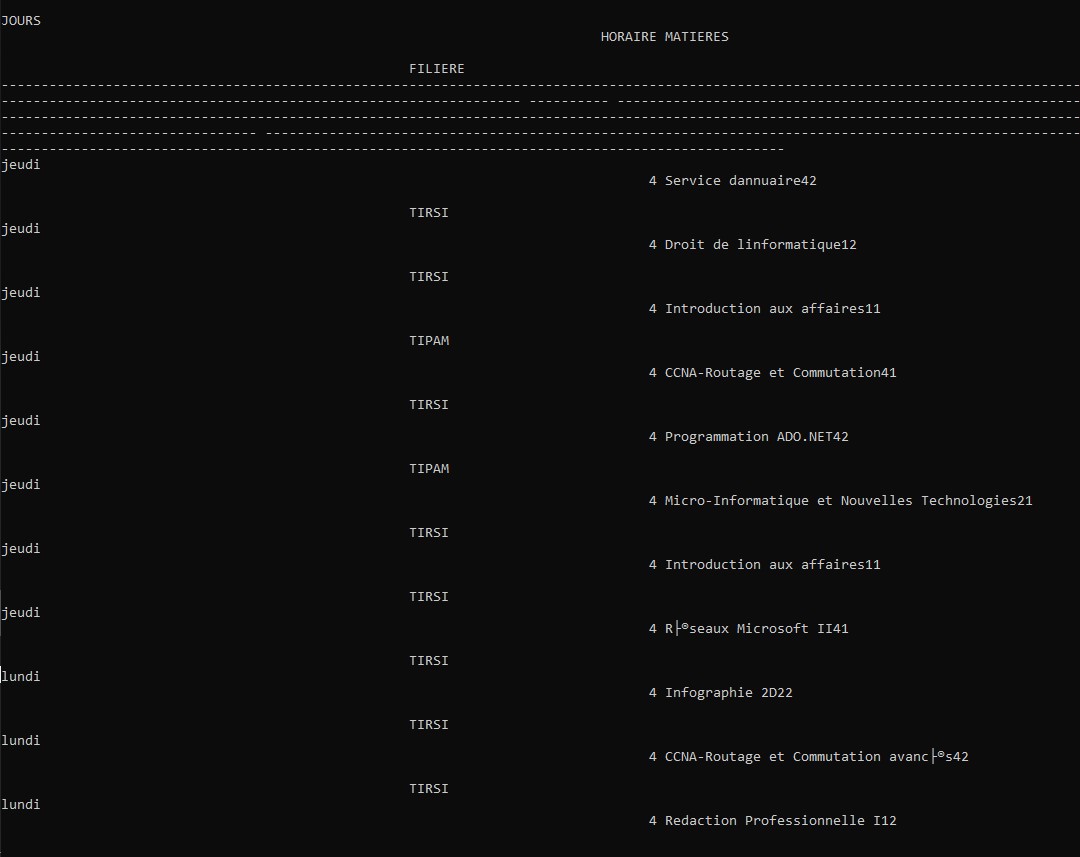 JOURS
HORAIRE MATIERES
FILIERE
---------------------------------------------------------------------------------------------------------------------------------------
----------------------------------------------------------------- ---------- ----------------------------------------------------------
---------------------------------------------------------------------------------------------------------------------------------------
-------------------------------- ------------------------------------------------------------------------------------------------------
--------------------------------------------------------------------------------------------------
jeudi
4 Service dannuaire42
TIRSI
jeudi
4 Droit de linformatique12
TIRSI
jeudi
4 Introduction aux affaires11
TIPAM
jeudi
4 CCNA-Routage et Commutation41
TIRSI
jeudi
4 Programmation ADO.NET42
TIPAM
jeudi
4 Micro-Informatique et Nouvelles Technologies21
TIRSI
jeudi
4 Introduction aux affaires11
TIRSI
jeudi
4 R├®seaux Microsoft II41
TIRSI
lundi
4 Infographie 2D22
TIRSI
lundi
4 CCNA-Routage et Commutation avanc├®s42
TIRSI
lundi
4 Redaction Professionnelle I12